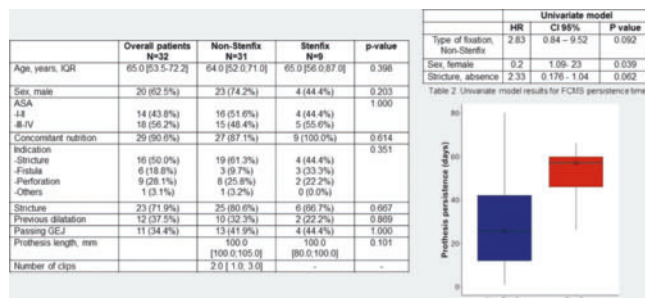 Overall patients N=32 Non-Stenfix N=31 Stenfix N=9 p-value
Age, years, IQR 65.0 [53.5-72.2] 64.0 [52.0;71.0] 65.0 [56.0;87.0] 0.398
Sex, male 20 (62.5%) 23 (74.2%) 4 (44.4%) 0.203
ASA 1.000
-I-II 14 (43.8%) 16 (51.6%) 4 (44.4%)
-III-IV 18 (56.2%) 15 (48.4%) 5 (55.6%)
Concomitant nutrition 29 (90.6%) 27 (87.1%) 9 (100.0%) 0.614
Indication 0.351
-Stricture 16 (50.0%) 19 (61.3%) 4 (44.4%)
-Fistula 6 (18.8%) 3 (9.7%) 3 (33.3%)
-Perforation 9 (28.1%) 8 (25.8%) 2 (22.2%)
-Others 1 (3.1%) 1 (3.2%) 0 (0.0%)
Stricture 23 (71.9%) 25 (80.6%) 6 (66.7%) 0.667
Previous dilatation 12 (37.5%) 10 (32.3%) 2 (22.2%) 0.869
Passing GEJ 11 (34.4%) 13 (41.9%) 4 (44.4%) 1.000
Prothesis length, mm 100.0 [100.0;105.0] 100.0 [80.0;100.0] 0.101
Number of clips 2.0 [ 1.0; 3.0] - -
Univariate model
HR CI 95% P value
Type of fixation, Non-Stenfix 2.83 0.84 – 9.52 0.092
Sex, female 0.2 1.09- 23 0.039
Stricture, absence 2.33 0.176 - 1.04 0.062
Table 2. Univariate model results for FCMS persistence time
Prothesis persistence (days)
80
60
40
20
0